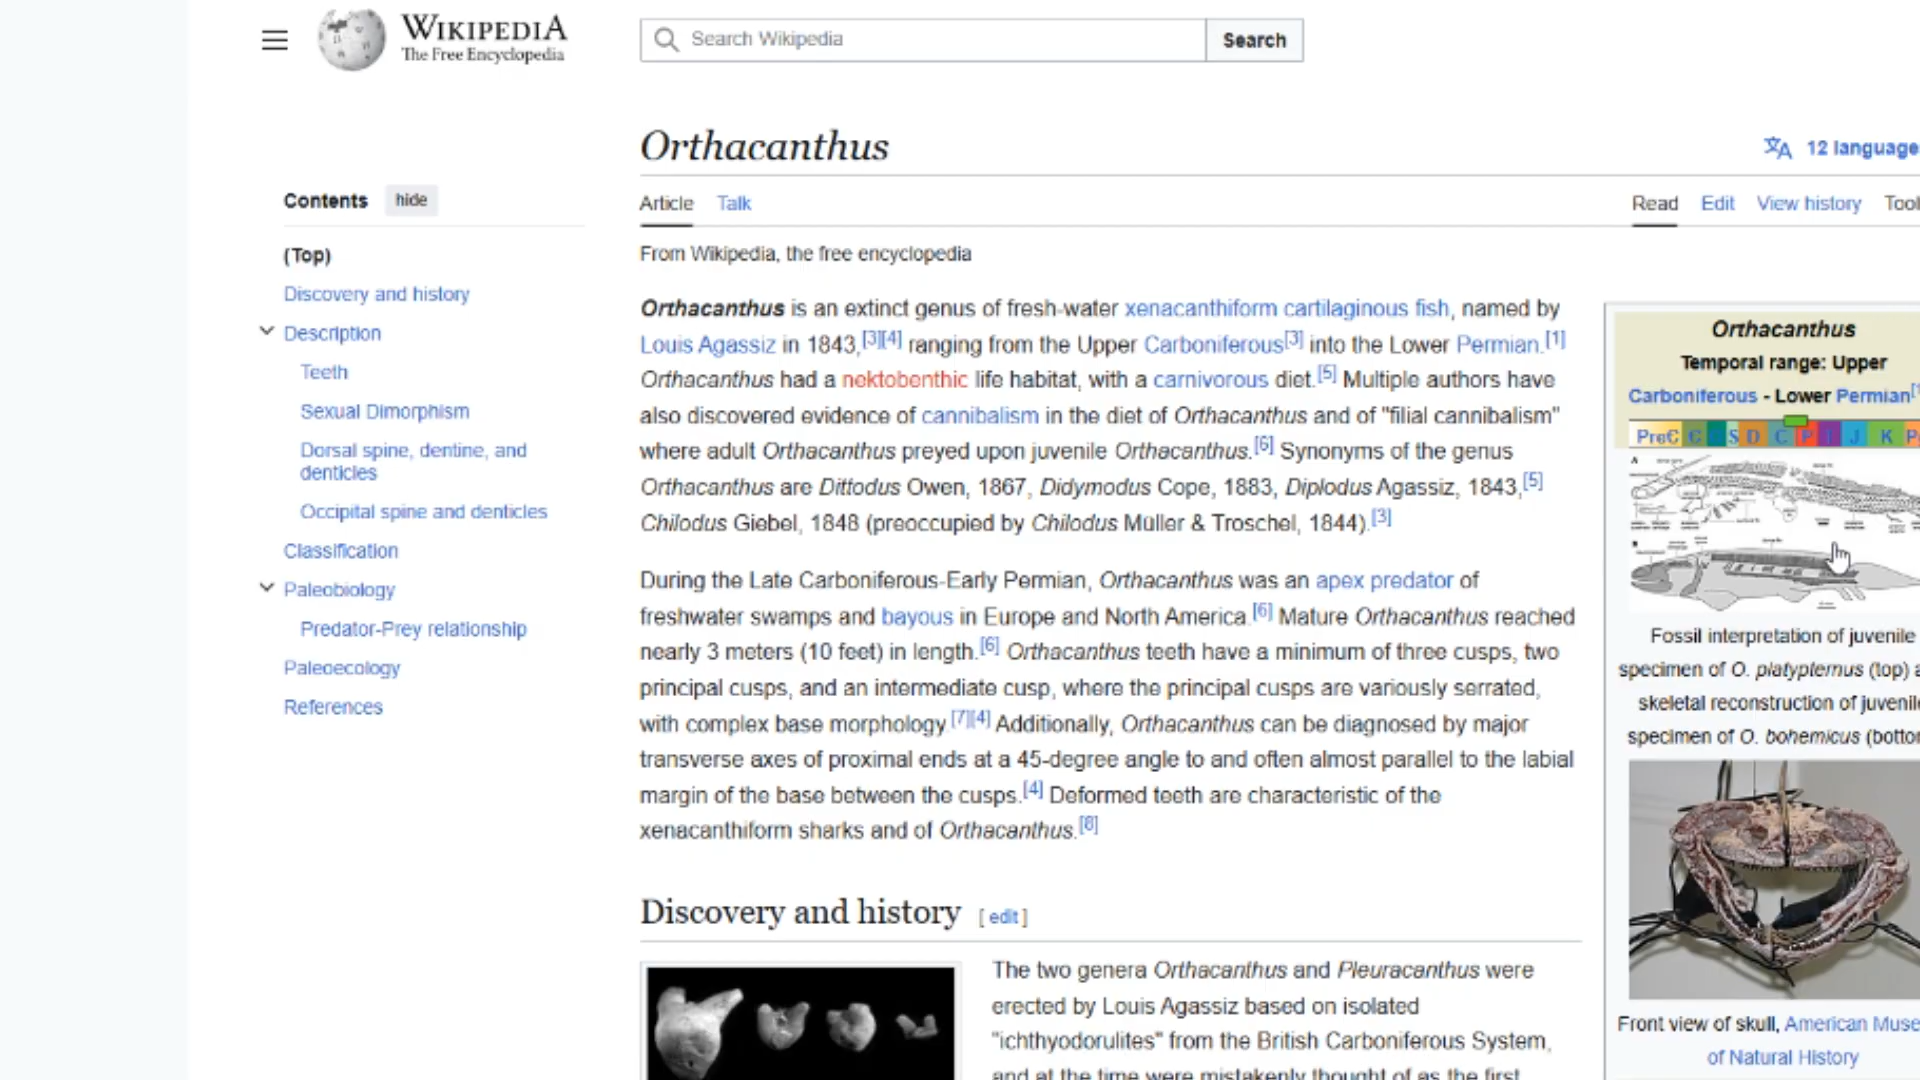 WIKIPEDIA
The Free Encyclopedia
Search Wikipedia
Search
Orthacanthus
12 language
Contents hide
Article Talk
Read Edit View history Tool
(Top)
Discovery and history
Description
Teeth
Sexual Dimorphism
Dorsal spine, dentine, and
denticles
Occipital spine and denticles
Classification
Paleobiology
Predator-Prey relationship
Paleoecology
References
From Wikipedia, the free encyclopedia
Orthacanthus is an extinct genus of fresh-water xenacanthiform cartilaginous fish, named by
Louis Agassiz in 1843,[3][4] ranging from the Upper Carboniferous[3] into the Lower Permian.[1]
Orthacanthus had a nektobenthic life habitat, with a carnivorous diet.[5] Multiple authors have
also discovered evidence of cannibalism in the diet of Orthacanthus and of "filial cannibalism"
where adult Orthacanthus preyed upon juvenile Orthacanthus.[6] Synonyms of the genus
Orthacanthus are Dittodus Owen, 1867, Didymodus Cope, 1883, Diplodus Agassiz, 1843,[5]
Chilodus Giebel, 1848 (preoccupied by Chilodus Müller & Troschel, 1844).[3]
During the Late Carboniferous-Early Permian, Orthacanthus was an apex predator of
freshwater swamps and bayous in Europe and North America.[6] Mature Orthacanthus reached
nearly 3 meters (10 feet) in length.[6] Orthacanthus teeth have a minimum of three cusps, two
principal cusps, and an intermediate cusp, where the principal cusps are variously serrated,
with complex base morphology.[7][4] Additionally, Orthacanthus can be diagnosed by major
transverse axes of proximal ends at a 45-degree angle to and often almost parallel to the labial
margin of the base between the cusps.[4] Deformed teeth are characteristic of the
xenacanthiform sharks and of Orthacanthus.[8]
Discovery and history [ edit ]
The two genera Orthacanthus and Pleuracanthus were
erected by Louis Agassiz based on isolated
"ichthyodorulites" from the British Carboniferous System,
and at the time were mistakenly thought of as the first
Orthacanthus
Temporal range: Upper
Carboniferous - Lower Permian[1
PreꞒ Ꞓ S D C P T J K P
Fossil interpretation of juvenile
specimen of O. platypternus (top) a
skeletal reconstruction of juvenile
specimen of O. bohemicus (bottom
Front view of skull, American Muse
of Natural History